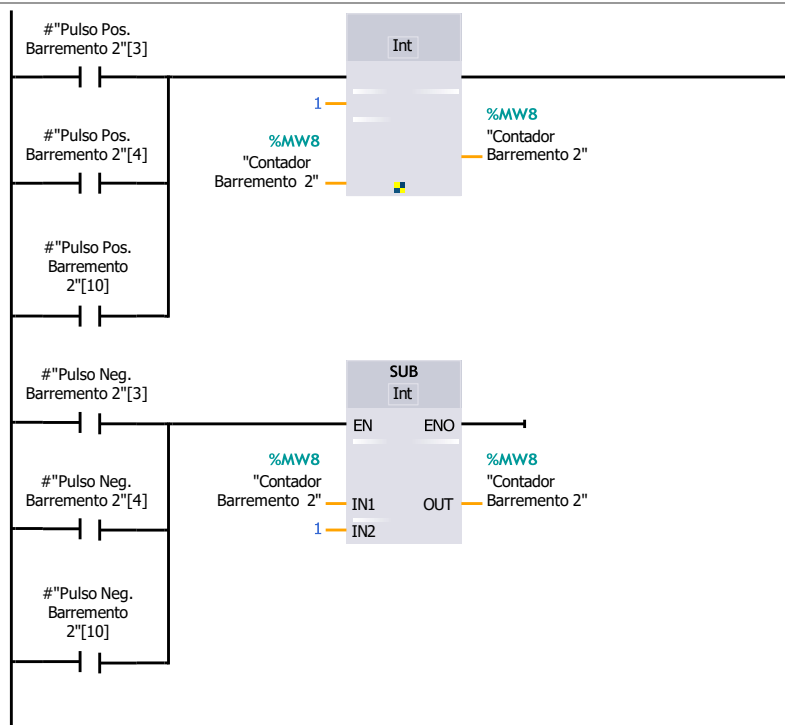 #"Pulso Pos.
Barremento 2"[3]
Int
1
%MW8
"Contador
Barremento 2"
#"Pulso Pos.
Barremento 2"[4]
%MW8
"Contador
Barremento  2"
#"Pulso Pos.
Barremento
2"[10]
#"Pulso Neg.
Barremento 2"[3]
SUB
Int
EN
ENO
#"Pulso Neg.
Barremento 2"[4]
%MW8
"Contador
Barremento  2"
IN1
OUT
%MW8
"Contador
Barremento 2"
1
IN2
#"Pulso Neg.
Barremento
2"[10]